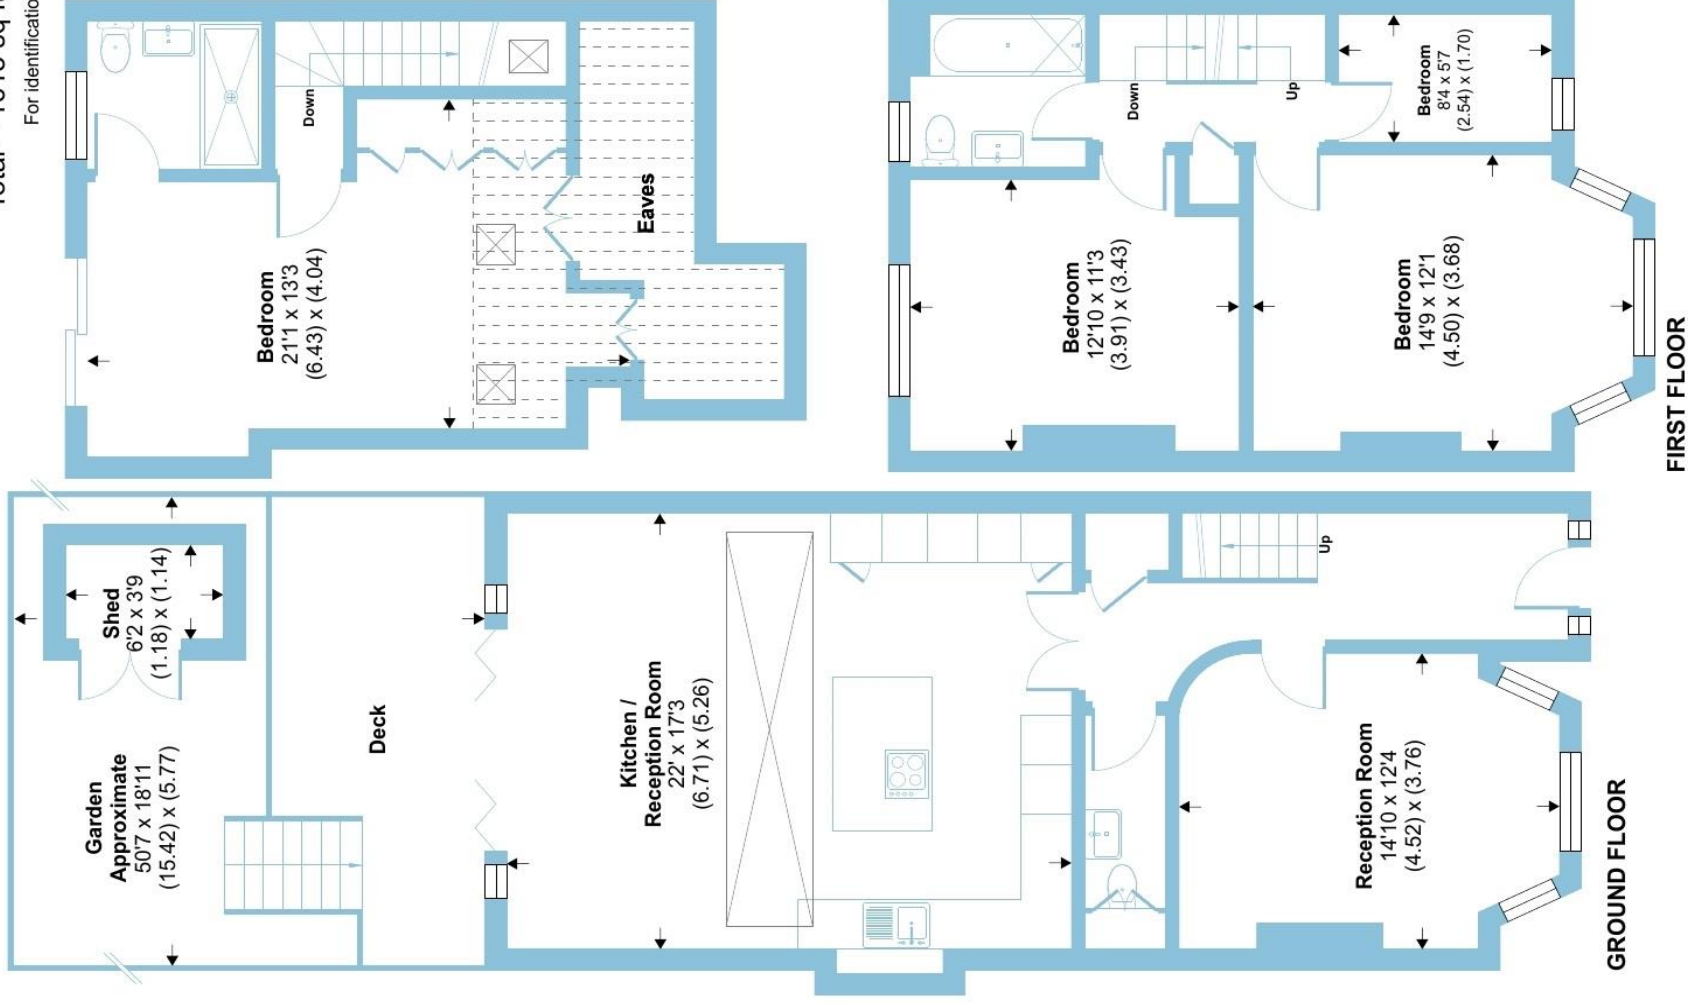 For identificatio
Down
Bedroom
21'1 x 13'3
(6.43) x (4.04)
Eaves
Down
Up
Bedroom
8'4 x 5'7
(2.54) x (1.70)
Bedroom
12'10 x 11'3
(3.91) x (3.43)
Bedroom
14'9 x 12'1
(4.50) x (3.68)
FIRST FLOOR
Shed
6'2 x 3'9
(1.18) x (1.14)
Garden
Approximate
50'7 x 18'11
(15.42) x (5.77)
Deck
Kitchen /
Reception Room
22' x 17'3
(6.71) x (5.26)
Up
Reception Room
14'10 x 12'4
(4.52) x (3.76)
GROUND FLOOR